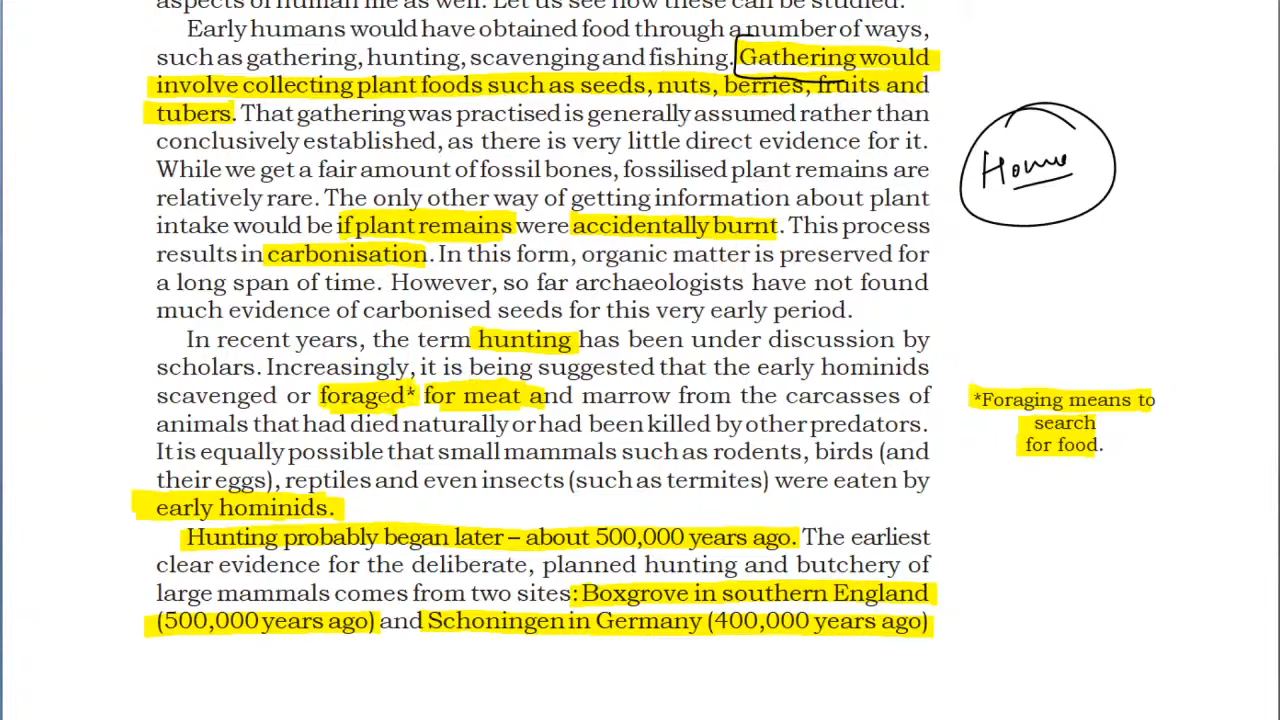 aspects of human life as well. Let us see how these can be studied.
Early humans would have obtained food through a number of ways,
such as gathering, hunting, scavenging and fishing. Gathering would
involve collecting plant foods such as seeds, nuts, berries, fruits and
tubers. That gathering was practised is generally assumed rather than
conclusively established, as there is very little direct evidence for it.
While we get a fair amount of fossil bones, fossilised plant remains are
relatively rare. The only other way of getting information about plant
intake would be if plant remains were accidentally burnt. This process
results in carbonisation. In this form, organic matter is preserved for
a long span of time. However, so far archaeologists have not found
much evidence of carbonised seeds for this very early period.
In recent years, the term hunting has been under discussion by
scholars. Increasingly, it is being suggested that the early hominids
scavenged or foraged* for meat and marrow from the carcasses of
animals that had died naturally or had been killed by other predators.
It is equally possible that small mammals such as rodents, birds (and
their eggs), reptiles and even insects (such as termites) were eaten by
early hominids.
Hunting probably began later – about 500,000 years ago. The earliest
clear evidence for the deliberate, planned hunting and butchery of
large mammals comes from two sites: Boxgrove in southern England
(500,000 years ago) and Schoningen in Germany (400,000 years ago)
*Foraging means to
search
for food.